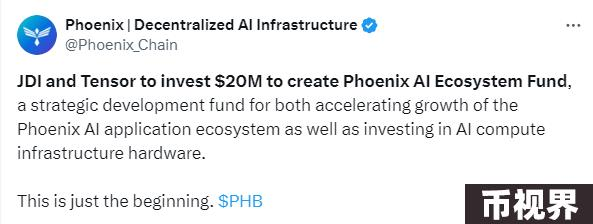 Phoenix | Decentralized AI Infrastructure
@Phoenix_Chain
JDI and Tensor to invest $20M to create Phoenix AI Ecosystem Fund,
a strategic development fund for both accelerating growth of the
Phoenix AI application ecosystem as well as investing in AI compute
infrastructure hardware.
This is just the beginning. $PHB
币视界